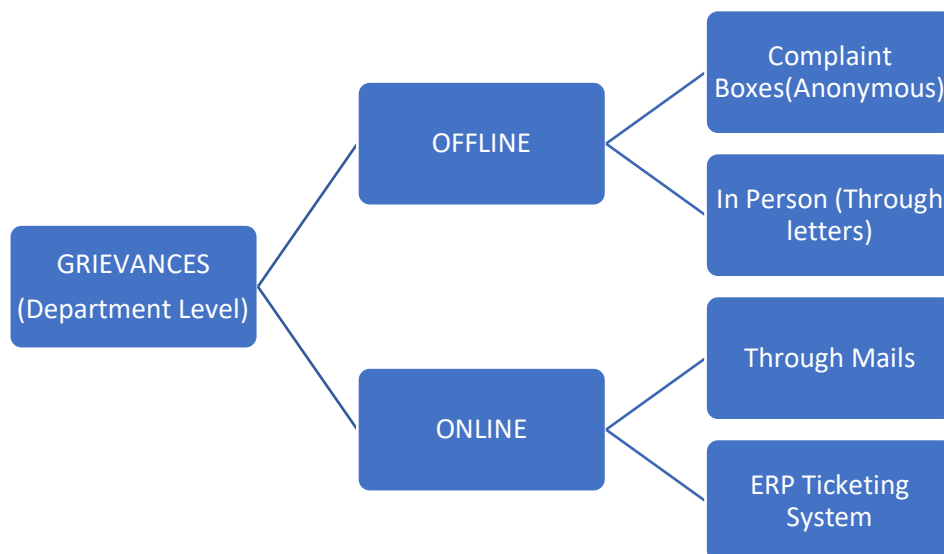 Complaint
Boxes(Anonymous)
OFFLINE
In Person (Through
letters)
GRIEVANCES
(Department Level)
Through Mails
ONLINE
ERP Ticketing
System